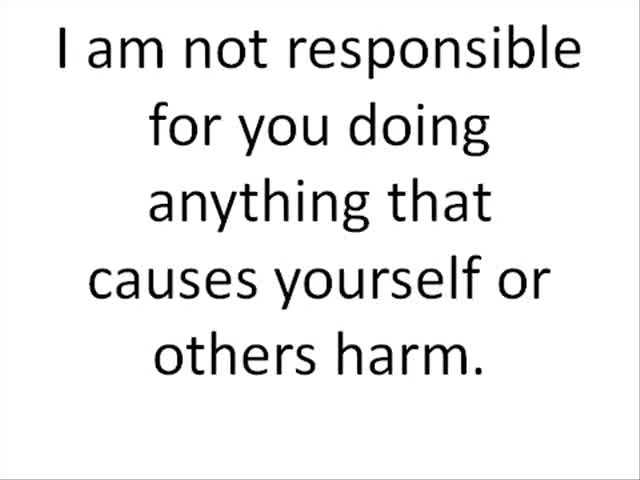 I am not responsible
for you doing
anything that
causes yourself or
others harm.